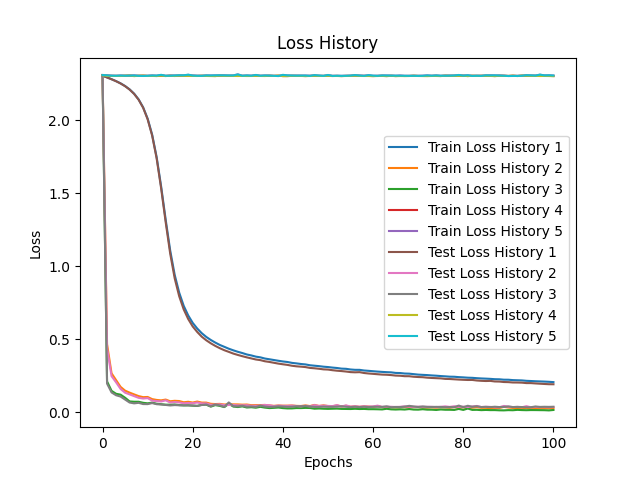 Loss History
Loss
2.0
1.5
1.0
0.5
0.0
Train Loss History 1
Train Loss History 2
Train Loss History 3
Train Loss History 4
Train Loss History 5
Test Loss History 1
Test Loss History 2
Test Loss History 3
Test Loss History 4
Test Loss History 5
0 20 40 60 80 100
Epochs